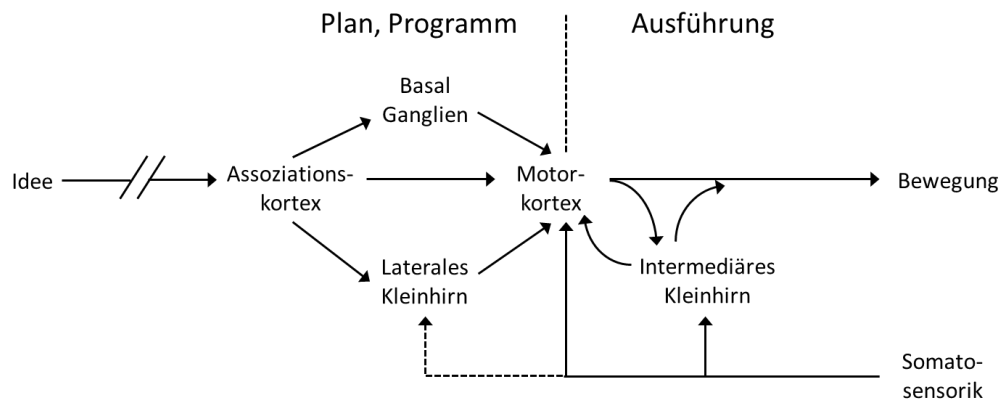 Plan, Programm
Ausführung
Basal
Ganglien
Idee
Assoziations-
kortex
Motor-
kortex
Bewegung
Laterales
Kleinhirn
Intermediäres
Kleinhirn
Somato-
sensorik